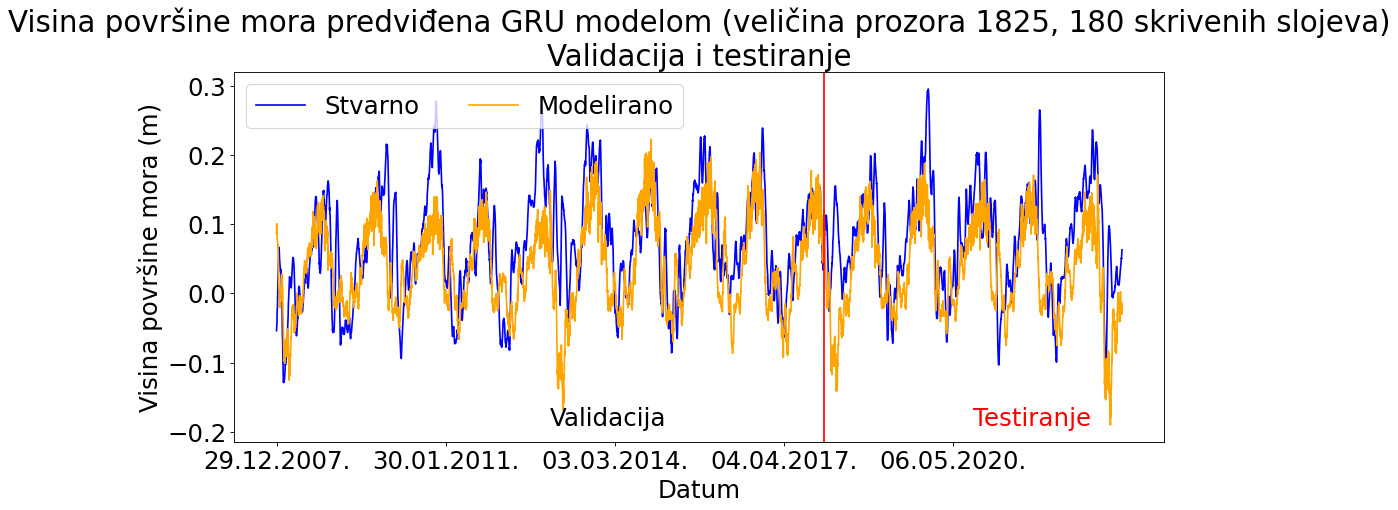 Visina površine mora predviđena GRU modelom (veličina prozora 1825, 180 skrivenih slojeva)
Validacija i testiranje
Stvarno
Modelirano
Visina površine mora (m)
0.3
0.2
0.1
0.0
−0.1
−0.2
Validacija
Testiranje
29.12.2007.
30.01.2011.
03.03.2014.
04.04.2017.
06.05.2020.
Datum